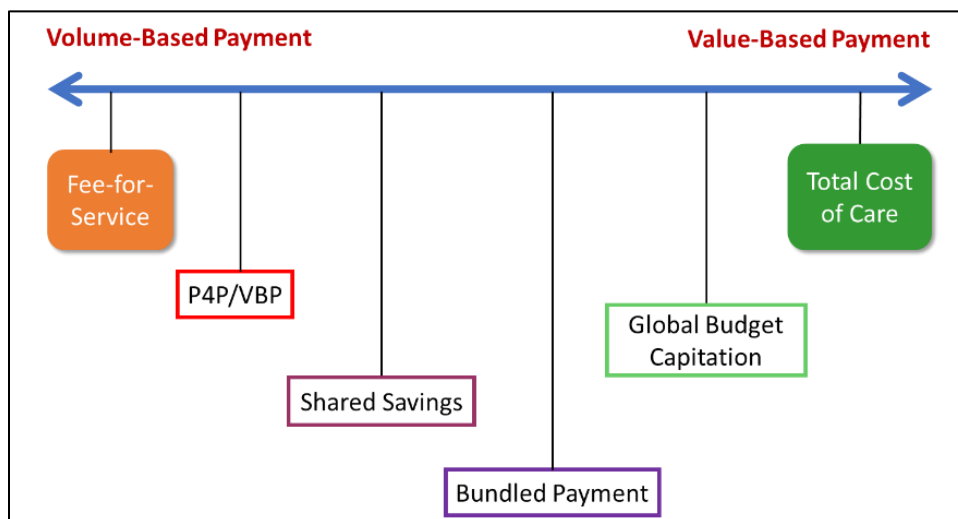 Volume-Based Payment
Value-Based Payment
Fee-for-
Service
Total Cost
of Care
P4P/VBP
Global Budget
Capitation
Shared Savings
Bundled Payment